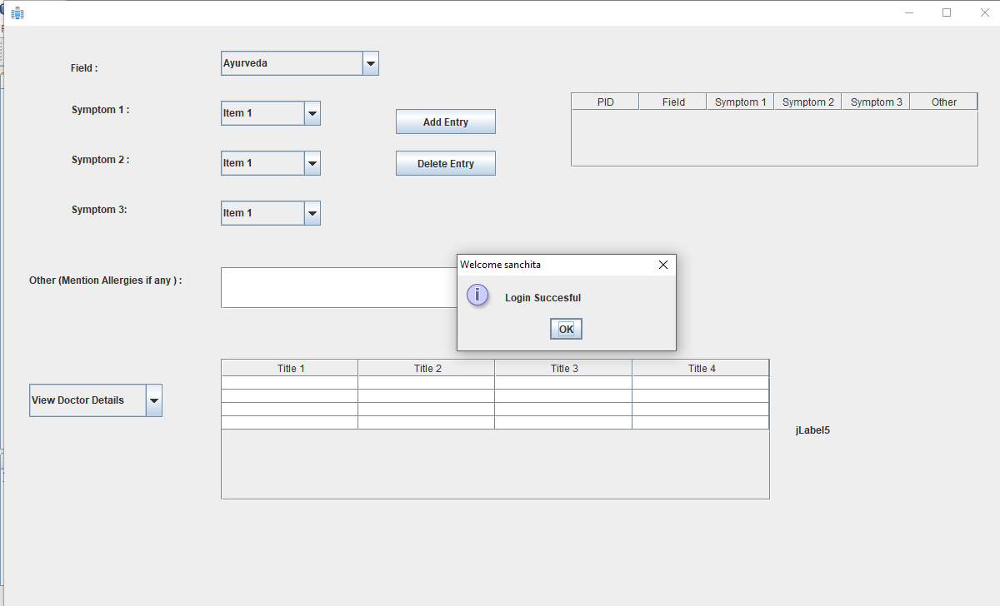 Field :
Ayurveda
Symptom 1 :
Item 1
Add Entry
PID Field Symptom 1 Symptom 2 Symptom 3 Other
Symptom 2 :
Item 1
Delete Entry
Symptom 3:
Item 1
Other (Mention Allergies if any ) :
Welcome sanchita
Login Succesful
OK
View Doctor Details
Title 1 Title 2 Title 3 Title 4
jLabel5